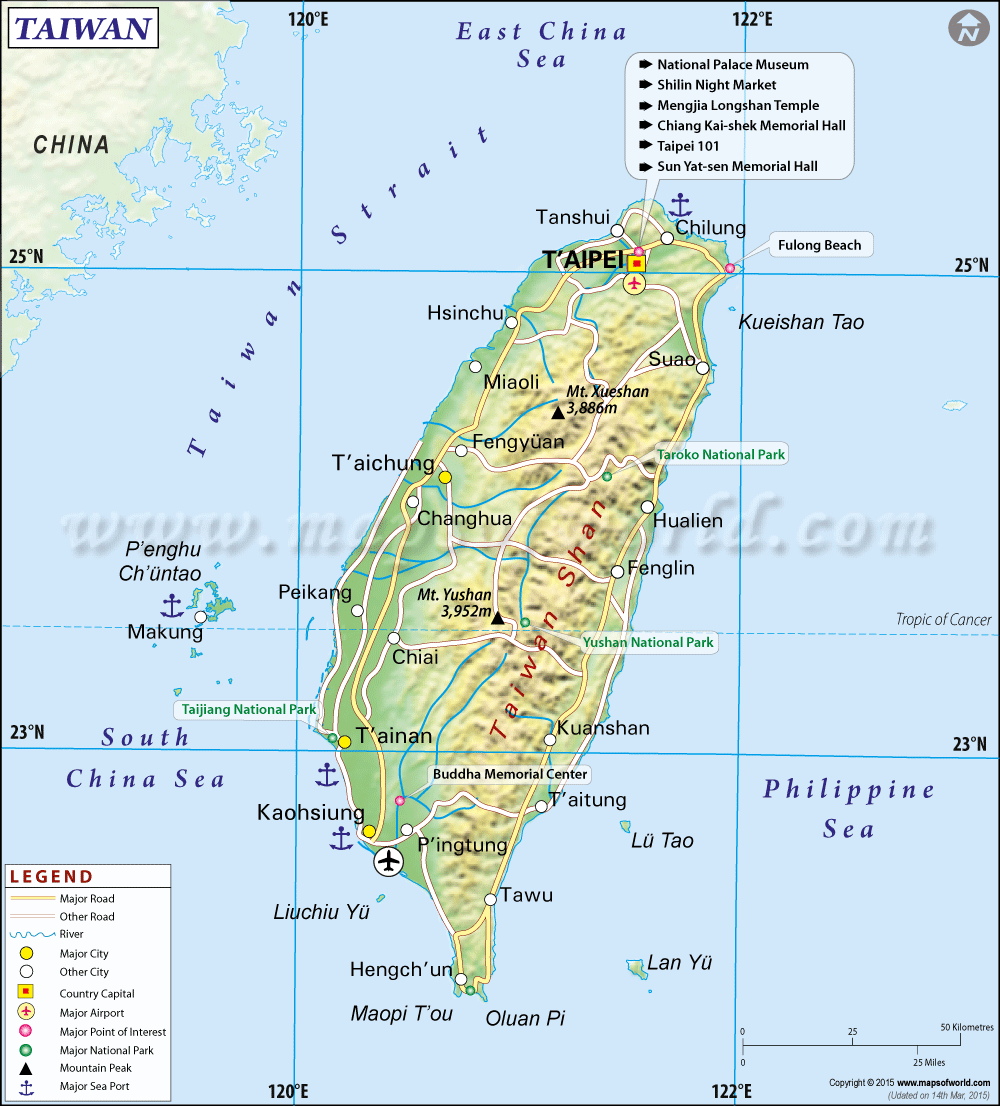 TAIWAN
120°E
122°E
N
East China
Sea
National Palace Museum
Shilin Night Market
Mengjia Longshan Temple
Chiang Kai-shek Memorial Hall
Taipei 101
Sun Yat-sen Memorial Hall
CHINA
Taiwan Strait
Tanshui
Chilung
T'AIPEI
Fulong Beach
25°N
25°N
Hsinchu
Kueishan Tao
Suao
Miaoli
Mt. Xueshan
3,886m
Fengyüan
T'aichung
Taroko National Park
Changhua
www.mapsofworld.com
Hualien
P'enghu
Ch'üntao
Fenglin
Peikang
Mt. Yushan
3,952m
Makung
Tropic of Cancer
Chiai
Yushan National Park
Taiwan Shan
Taijiang National Park
South
China Sea
T'ainan
Kuanshan
23°N
23°N
Buddha Memorial Center
Philippine
Sea
Kaohsiung
T'aitung
P'ingtung
Lü Tao
Liuchiu Yü
Tawu
Lan Yü
Hengch'un
Maopi T'ou
Oluan Pi
LEGEND
Major Road
Other Road
River
Major City
Other City
Country Capital
Major Airport
Major Point of Interest
Major National Park
Mountain Peak
Major Sea Port
0 25 50 Kilometres
0 25 Miles
120°E
122°E
Copyright © 2015 www.mapsofworld.com
(Udated on 14th Mar, 2015)